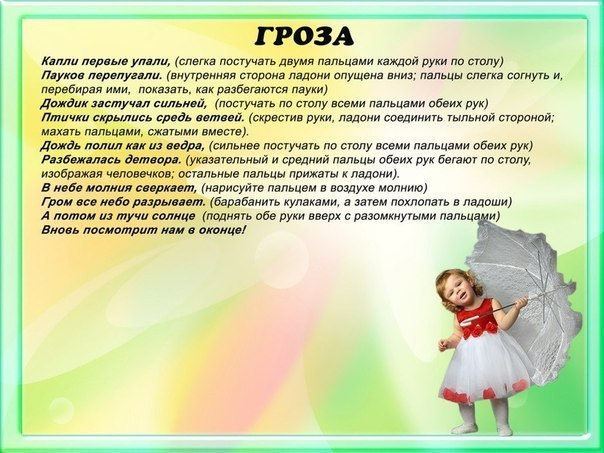 ГРОЗА
Капли первые упали, (слегка постучать двумя пальцами каждой руки по столу)
Пауков перепугали. (внутренняя сторона ладони опущена вниз; пальцы слегка согнуть и,
перебирая ими, показать, как разбегаются пауки)
Дождик застучал сильней, (постучать по столу всеми пальцами обеих рук)
Птички скрылись средь ветвей. (скрестив руки, ладони соединить тыльной стороной;
махать пальцами, сжатыми вместе).
Дождь полил как из ведра, (сильнее постучать по столу всеми пальцами обеих рук)
Разбежалась детвора. (указательный и средний пальцы обеих рук бегают по столу,
изображая человечков; остальные пальцы прижаты к ладони).
В небе молния сверкает, (нарисуйте пальцем в воздухе молнию)
Гром все небо разрывает. (барабанить кулаками, а затем похлопать в ладоши)
А потом из тучи солнце (поднять обе руки вверх с разомкнутыми пальцами)
Вновь посмотрит нам в оконце!